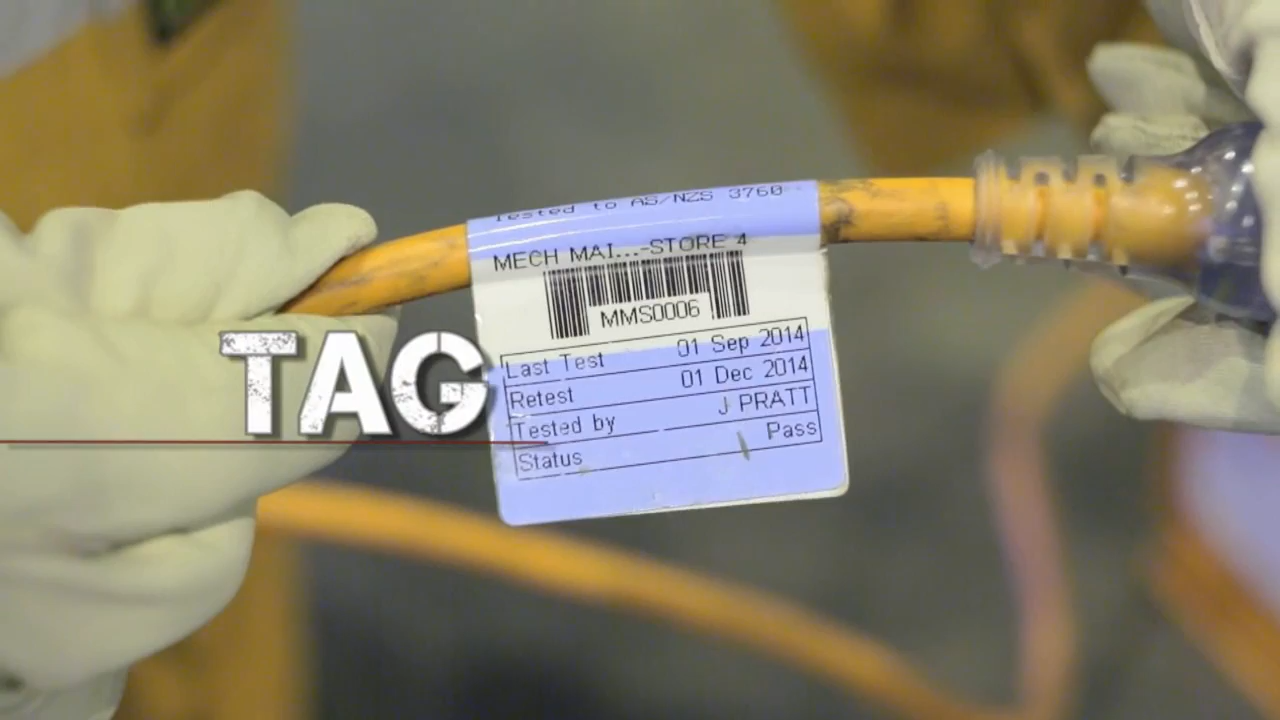 Tested to AS/NZS 3760
MECH MAI...-STORE 4
MMS0006
TAG
Last Test 01 Sep 2014
Retest 01 Dec 2014
Tested by J PRATT
Status Pass